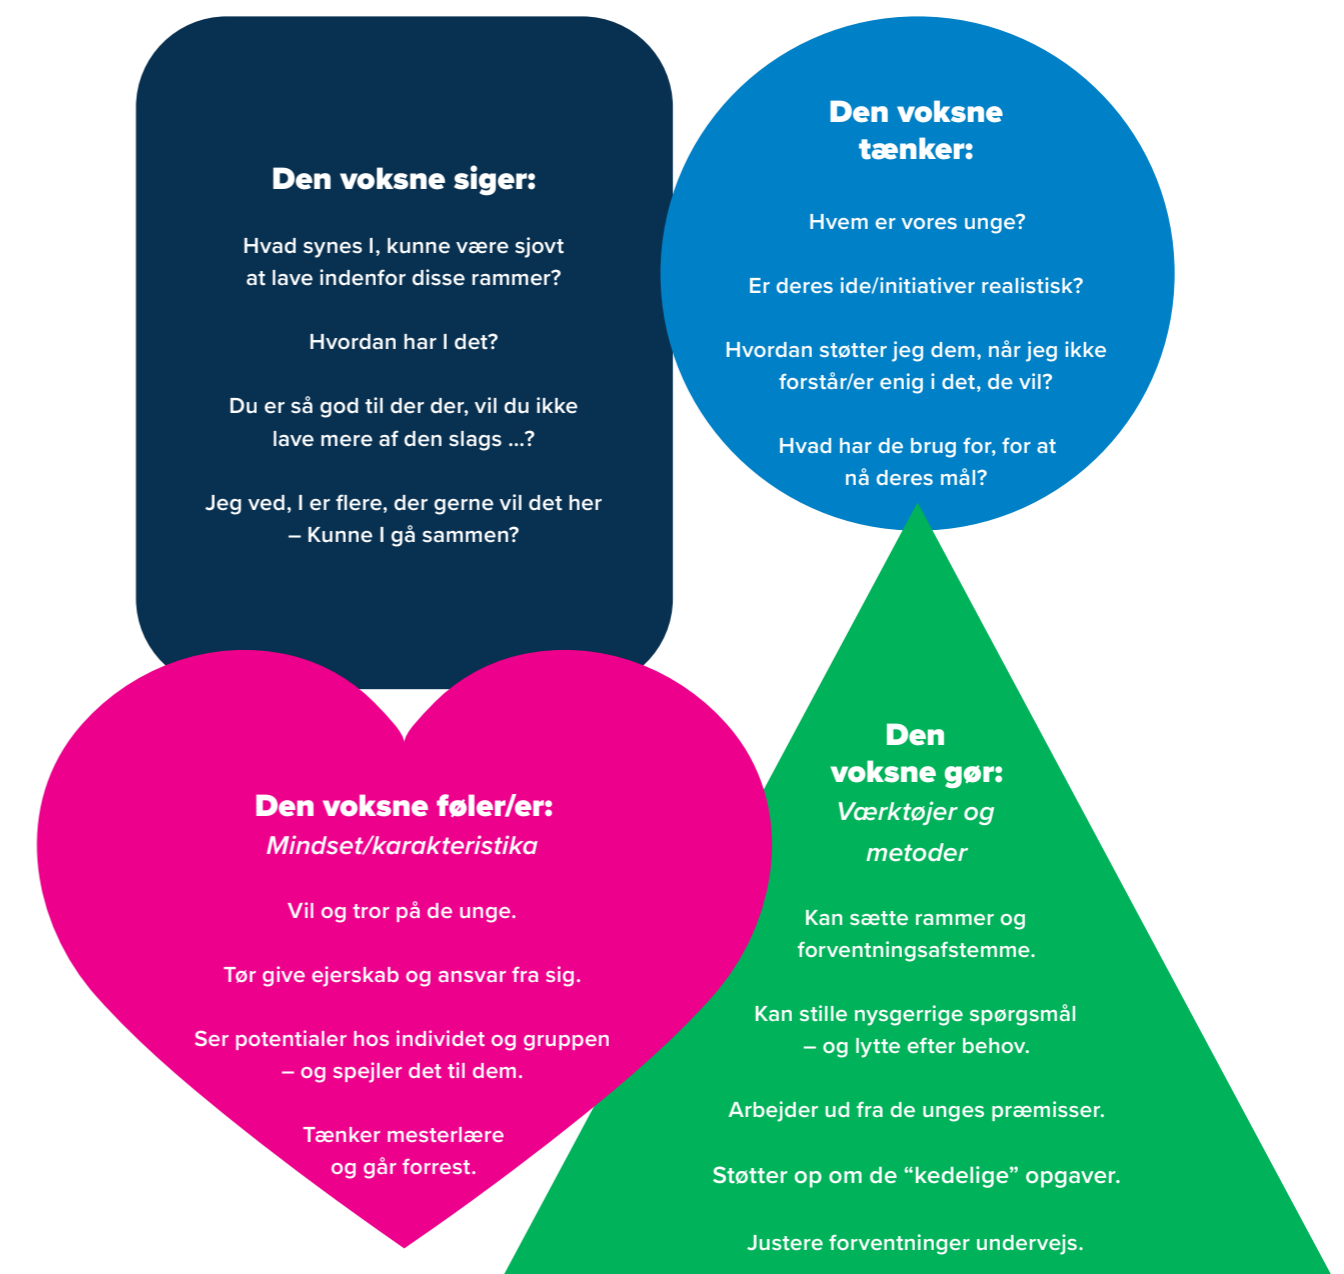 Den voksne siger:
Hvad synes I, kunne være sjovt
at lave indenfor disse rammer?
Hvordan har I det?
Du er så god til der der, vil du ikke
lave mere af den slags ...?
Jeg ved, I er flere, der gerne vil det her
– Kunne I gå sammen?
Den voksne
tænker:
Hvem er vores unge?
Er deres ide/initiativer realistisk?
Hvordan støtter jeg dem, når jeg ikke
forstår/er enig i det, de vil?
Hvad har de brug for, for at
nå deres mål?
Den voksne føler/er:
Mindset/karakteristika
Vil og tror på de unge.
Tør give ejerskab og ansvar fra sig.
Ser potentialer hos individet og gruppen
– og spejler det til dem.
Tænker mesterlære
og går forrest.
Den
voksne gør:
Værktøjer og
metoder
Kan sætte rammer og
forventningsafstemme.
Kan stille nysgerrige spørgsmål
– og lytte efter behov.
Arbejder ud fra de unges præmisser.
Støtter op om de “kedelige” opgaver.
Justere forventninger undervejs.